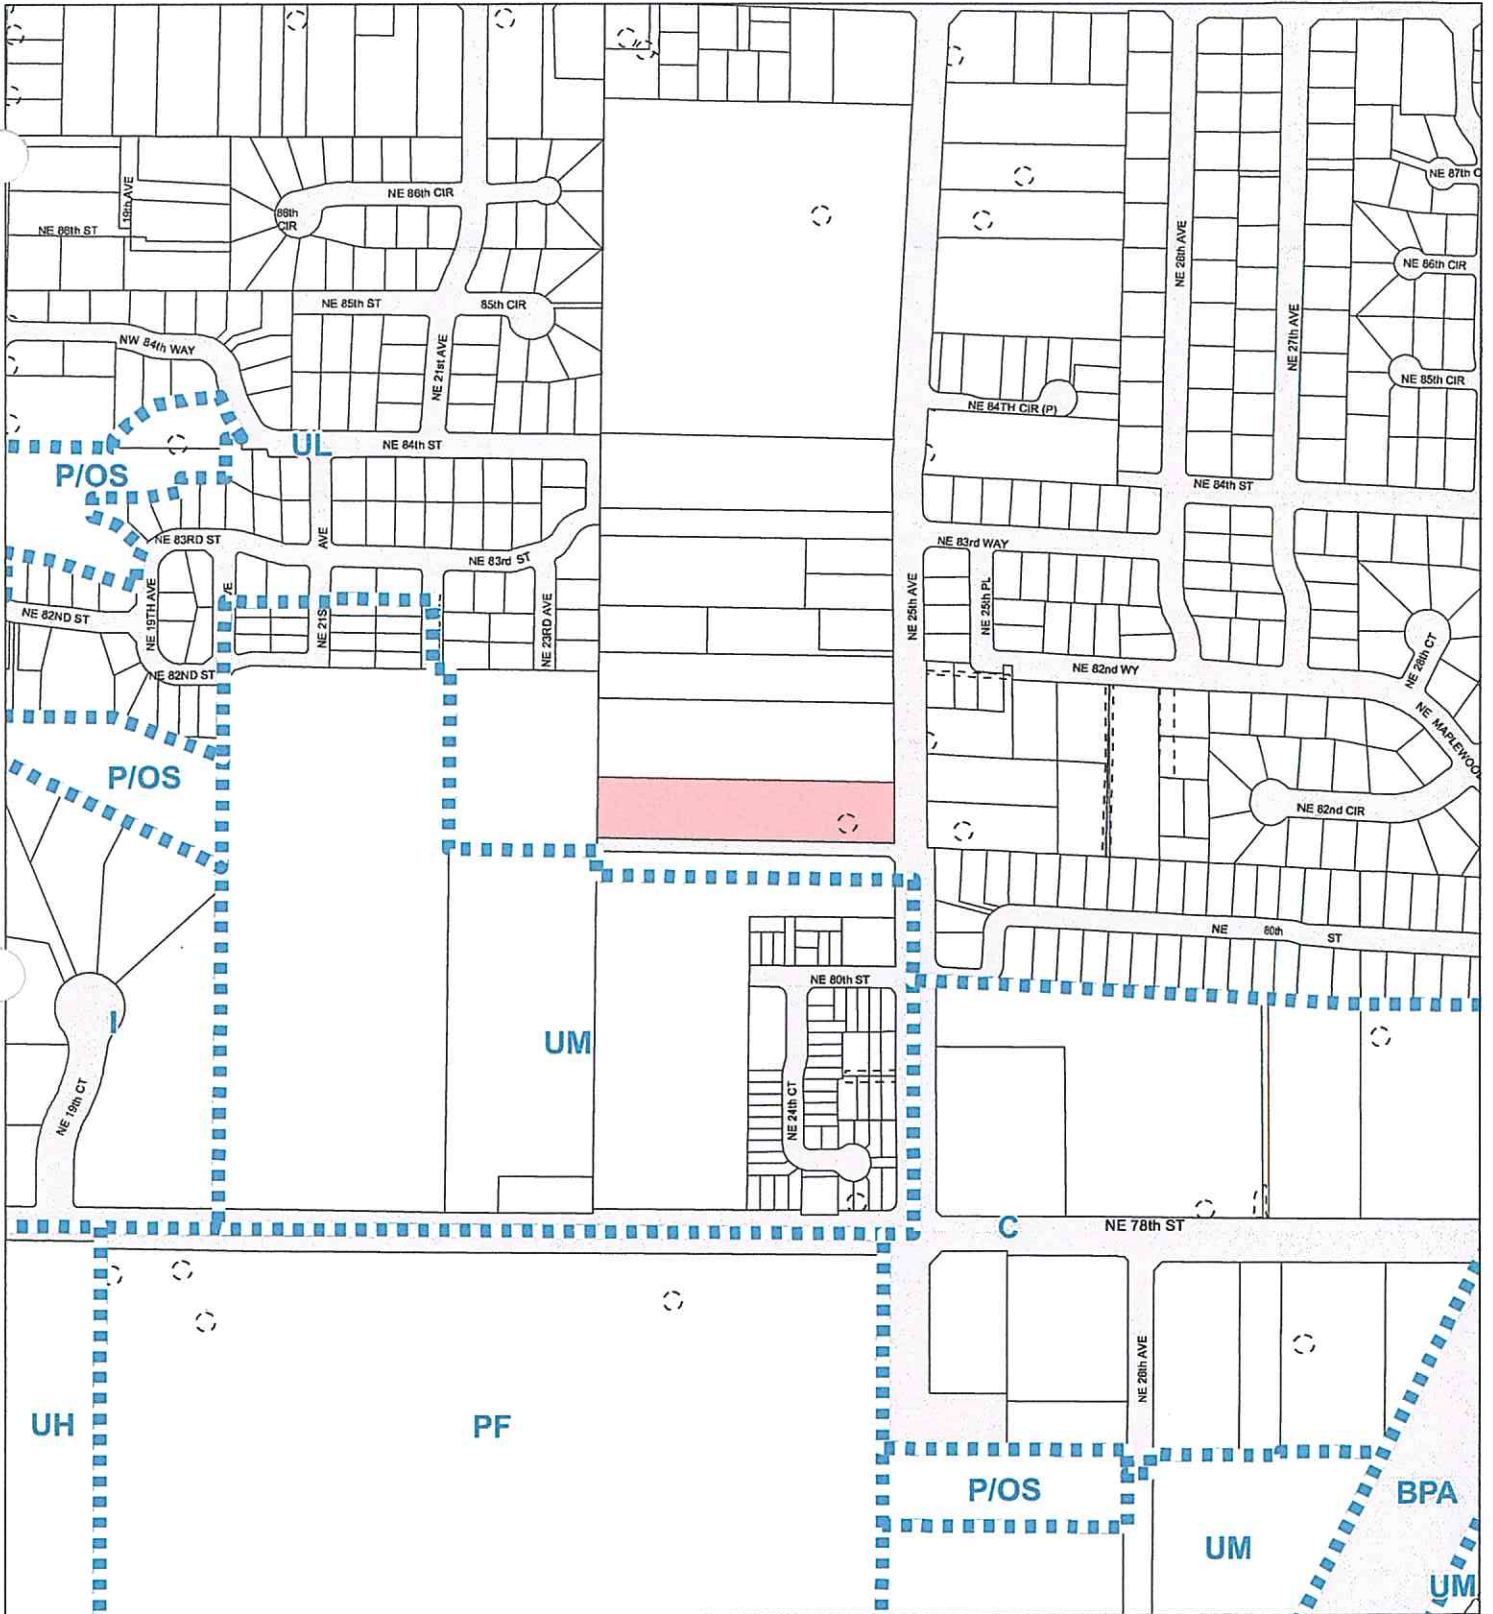 NE 87th C
19th AVE
NE 86th CIR
86th
CIR
NE 86th ST
NE 26th AVE
NE 86th CIR
NE 85th ST
85th CIR
NE 27th AVE
NW 84th WAY
NE 21st AVE
NE 85th CIR
NE 84TH CIR (P)
UL
NE 84th ST
P/OS
NE 84th ST
AVE
NE 83RD ST
NE 83rd ST
NE 83rd WAY
NE 19TH AVE
VE
NE 21S
NE 23RD AVE
NE 25th AVE
NE 25th PL
NE 82ND ST
NE 82ND ST
NE 82nd WY
NE 28th CT
NE MAPLEWOOD
P/OS
NE 82nd CIR
NE 80th ST
NE 80th ST
I
UM
NE 19th CT
NE 24th CT
C
NE 78th ST
NE 26th AVE
UH
PF
P/OS
BPA
UM
UM